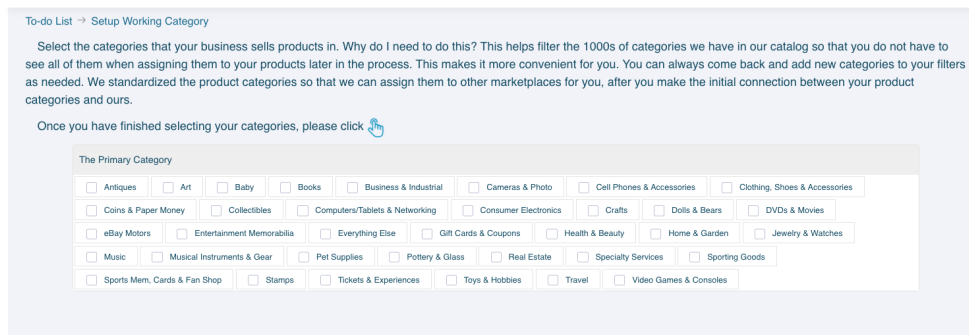 To-do List → Setup Working Category
Select the categories that your business sells products in. Why do I need to do this? This helps filter the 1000s of categories we have in our catalog so that you do not have to
see all of them when assigning them to your products later in the process. This makes it more convenient for you. You can always come back and add new categories to your filters
as needed. We standardized the product categories so that we can assign them to other marketplaces for you, after you make the initial connection between your product
categories and ours.
Once you have finished selecting your categories, please click
The Primary Category
Antiques Art Baby Books Business & Industrial Cameras & Photo Cell Phones & Accessories Clothing, Shoes & Accessories
Coins & Paper Money Collectibles Computers/Tablets & Networking Consumer Electronics Crafts Dolls & Bears DVDs & Movies
eBay Motors Entertainment Memorabilia Everything Else Gift Cards & Coupons Health & Beauty Home & Garden Jewelry & Watches
Music Musical Instruments & Gear Pet Supplies Pottery & Glass Real Estate Specialty Services Sporting Goods
Sports Mem, Cards & Fan Shop Stamps Tickets & Experiences Toys & Hobbies Travel Video Games & Consoles